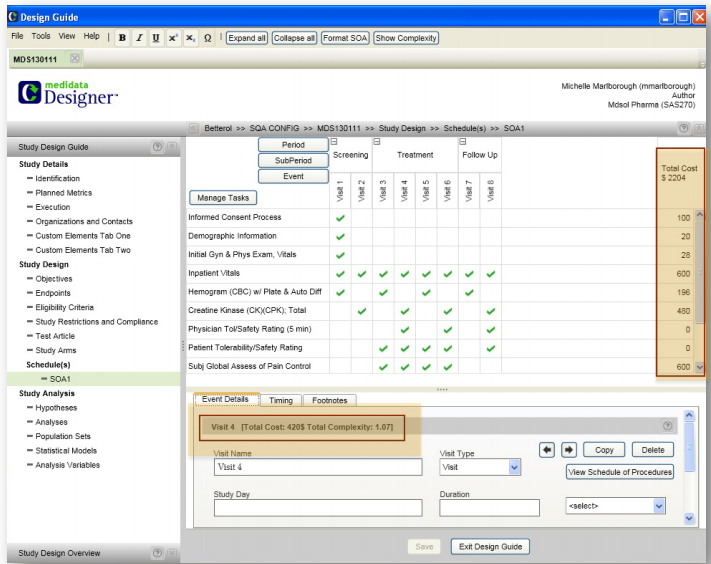 Design Guide
File Tools View Help | B I U x² x₂ Ω | Expand all Collapse all Format SOA Show Complexity
MDS130111
medidata
Designer
Michelle Marlborough (mmarlborough)
Author
Mdsol Pharma (SAS270)
Betterol >> SQA CONFIG >> MDS130111 >> Study Design >> Schedule(s) >> SOA1
Study Design Guide
Study Details
Identification
Planned Metrics
Execution
Organizations and Contacts
Custom Elements Tab One
Custom Elements Tab Two
Study Design
Objectives
Endpoints
Eligibility Criteria
Study Restrictions and Compliance
Test Article
Study Arms
Schedule(s)
SOA1
Study Analysis
Hypotheses
Analyses
Population Sets
Statistical Models
Analysis Variables
Study Design Overview
Period
SubPeriod
Event
Manage Tasks
Screening Treatment Follow Up
Visit 1 Visit 2 Visit 3 Visit 4 Visit 5 Visit 6 Visit 7 Visit 8
Total Cost
$ 2204
Informed Consent Process 100
Demographic Information 20
Initial Gyn & Phys Exam, Vitals 28
Inpatient Vitals 600
Hemogram (CBC) w/ Plate & Auto Diff 196
Creatine Kinase (CK)(CPK); Total 480
Physician Tol/Safety Rating (5 min) 0
Patient Tolerability/Safety Rating 0
Subj Global Assess of Pain Control 600
Event Details Timing Footnotes
Visit 4 [Total Cost: 420$ Total Complexity: 1.07]
Visit Name Visit Type
Visit 4 Visit Copy Delete
View Schedule of Procedures
Study Day Duration
<select>
Save Exit Design Guide